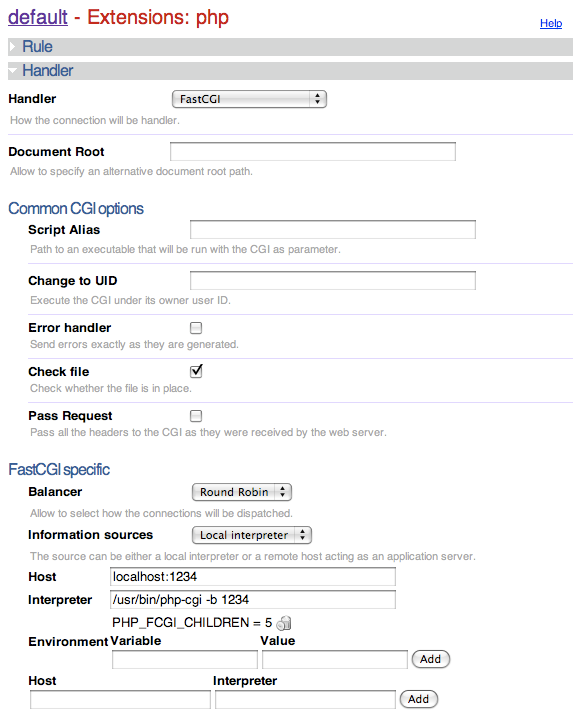 default - Extensions: php
Help
Rule
Handler
Handler FastCGI
How the connection will be handler.
Document Root
Allow to specify an alternative document root path.
Common CGI options
Script Alias
Path to an executable that will be run with the CGI as parameter.
Change to UID
Execute the CGI under its owner user ID.
Error handler
Send errors exactly as they are generated.
Check file
Check whether the file is in place.
Pass Request
Pass all the headers to the CGI as they were received by the web server.
FastCGI specific
Balancer Round Robin
Allow to select how the connections will be dispatched.
Information sources Local interpreter
The source can be either a local interpreter or a remote host acting as an application server.
Host localhost:1234
Interpreter /usr/bin/php-cgi -b 1234
PHP_FCGI_CHILDREN = 5
Environment Variable Value
Add
Host Interpreter
Add